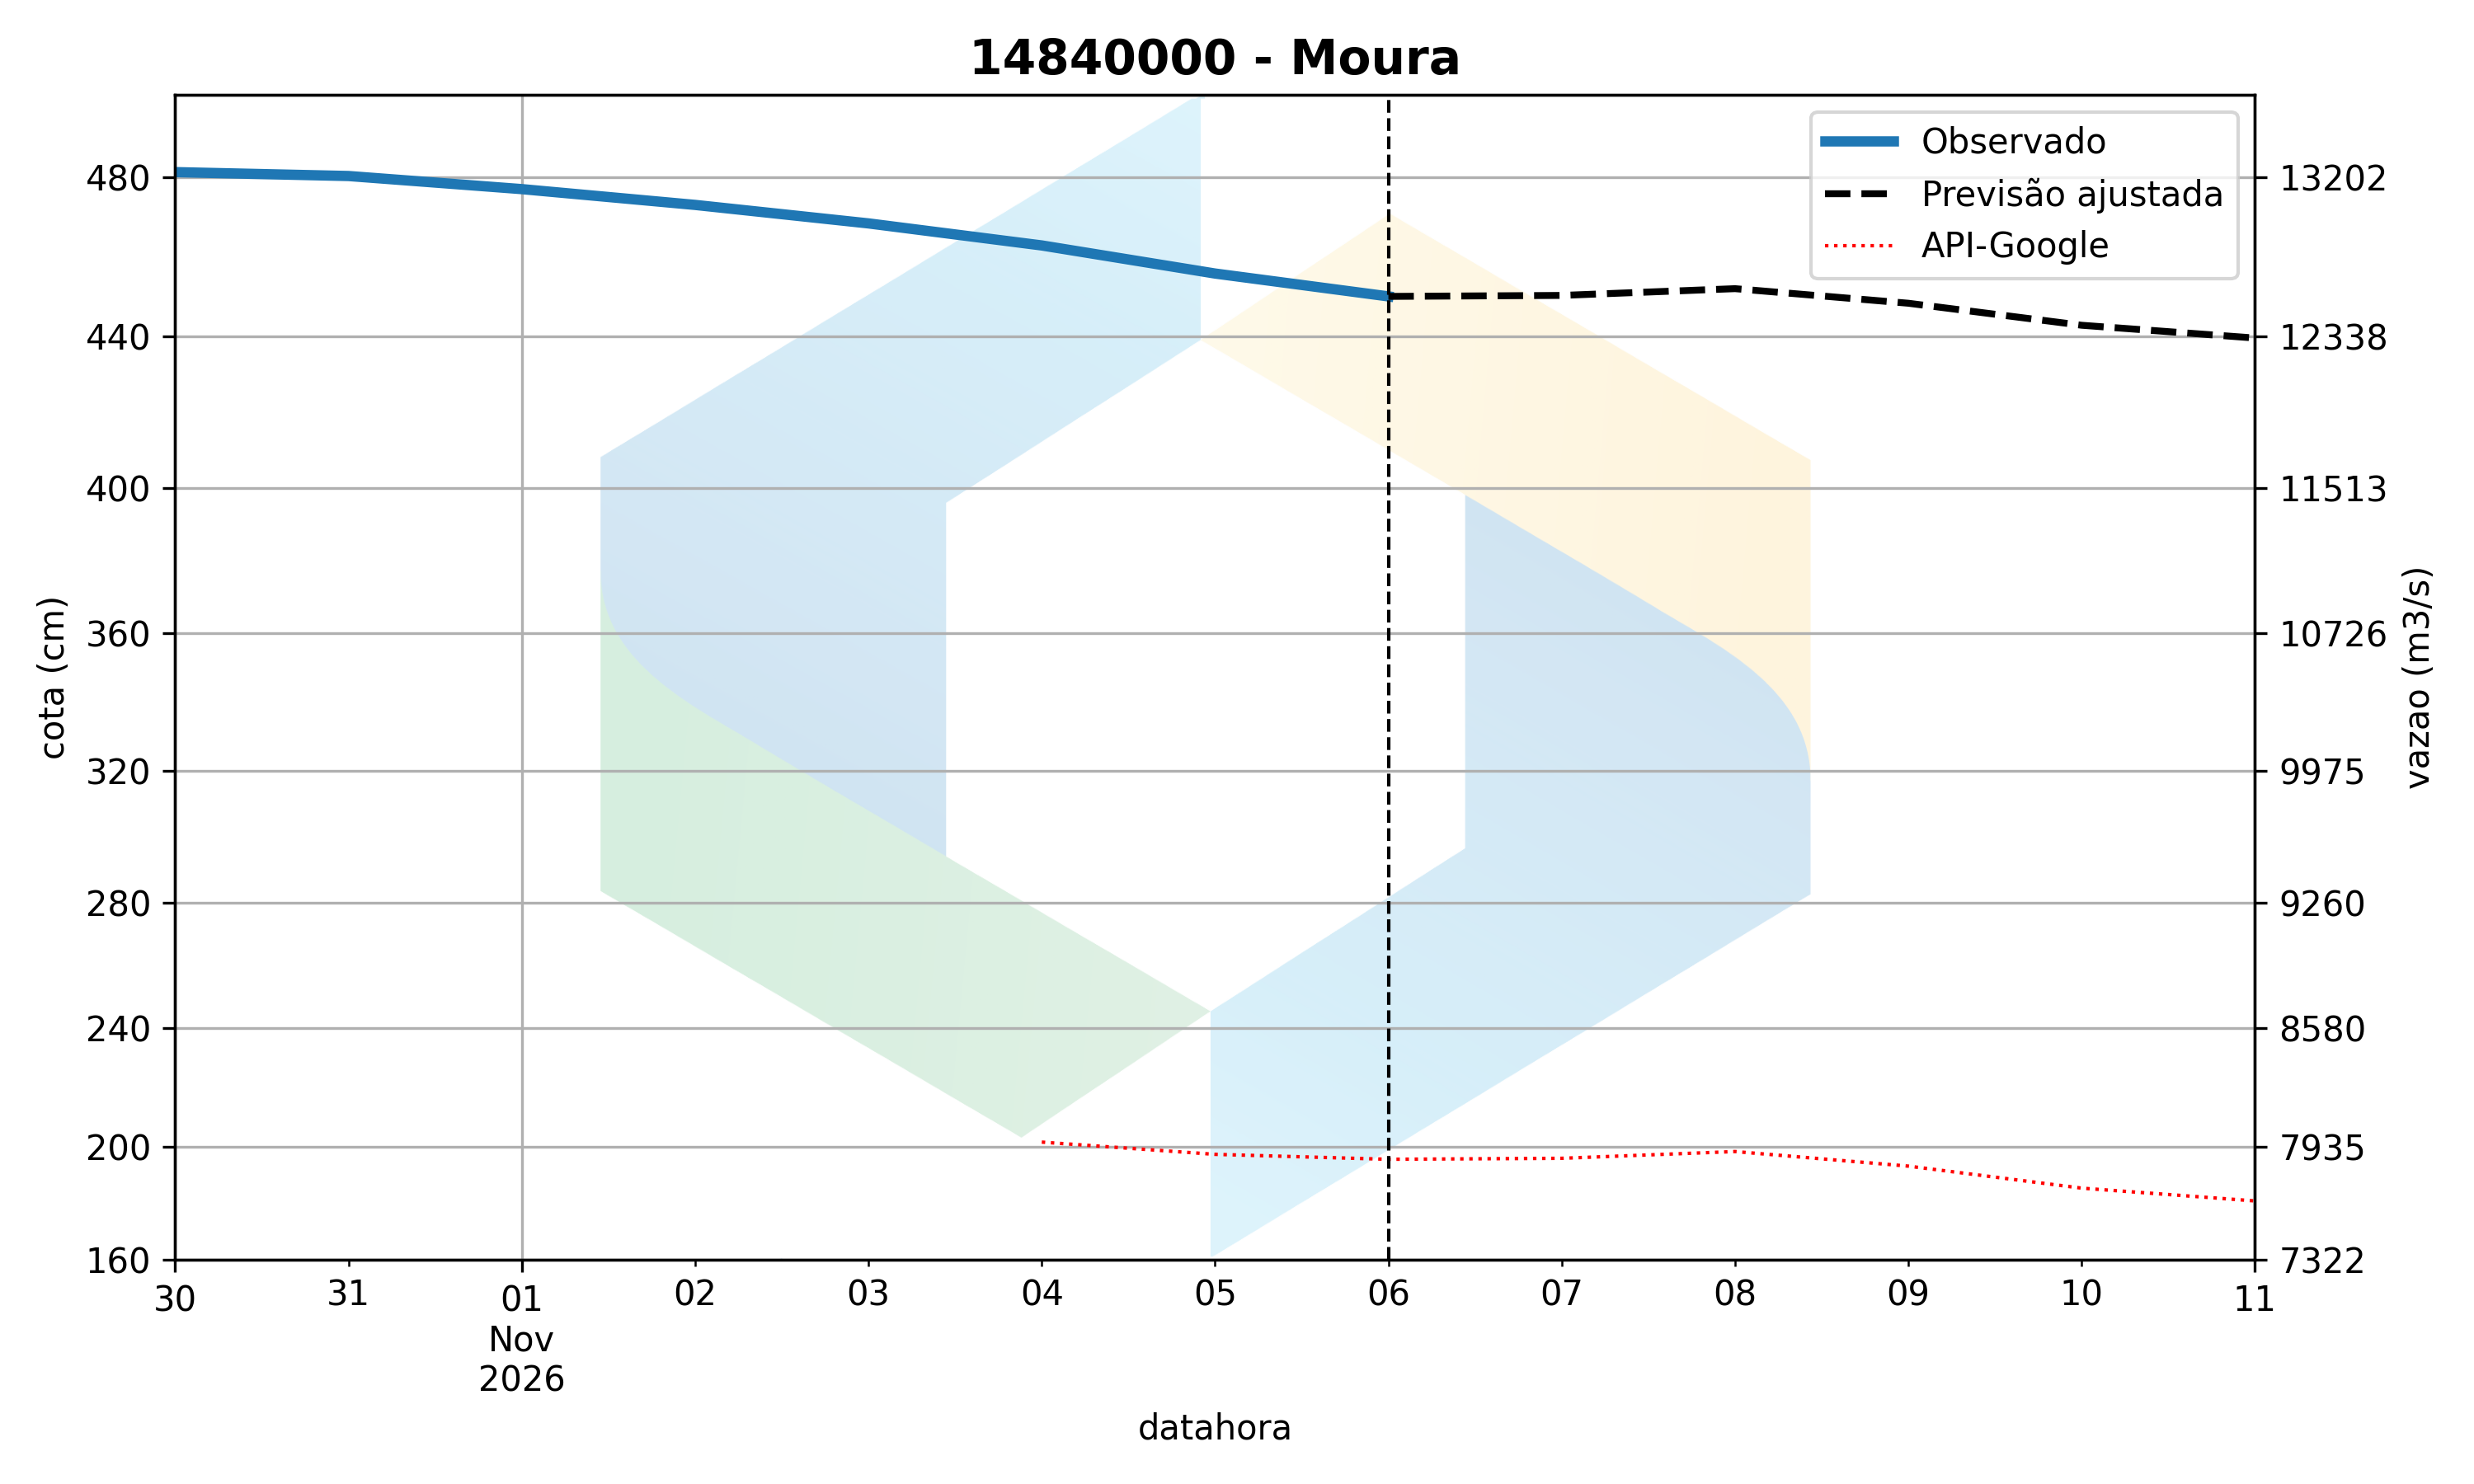 14840000 - Moura
Observado
Previsão ajustada
API-Google
480
440
400
360
320
280
240
200
160
cota (cm)
13202
12338
11513
10726
9975
9260
8580
7935
7322
vazao (m3/s)
30 31 01 02 03 04 05 06 07 08 09 10 11
Nov
2026
datahora